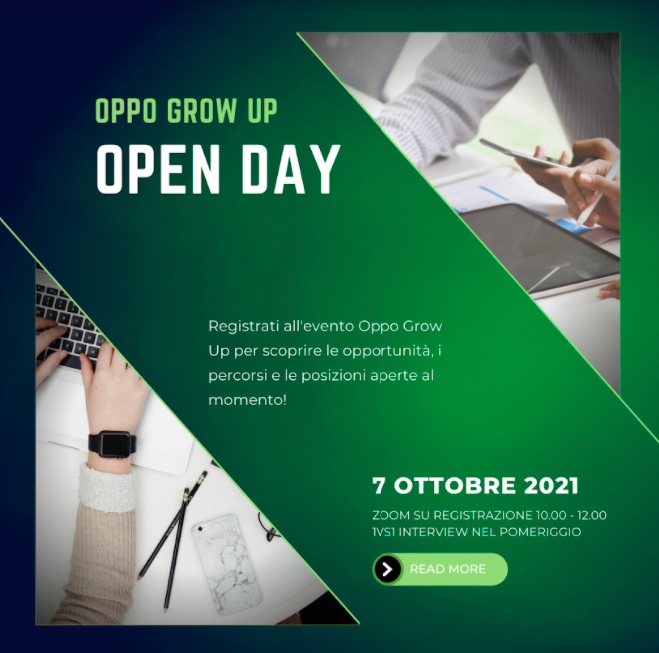 OPPO GROW UP
OPEN DAY
Registrati all'evento Oppo Grow
Up per scoprire le opportunità, i
percorsi e le posizioni aperte al
momento!
7 OTTOBRE 2021
ZOOM SU REGISTRAZIONE 10.00 - 12.00
1VS1 INTERVIEW NEL POMERIGGIO
READ MORE